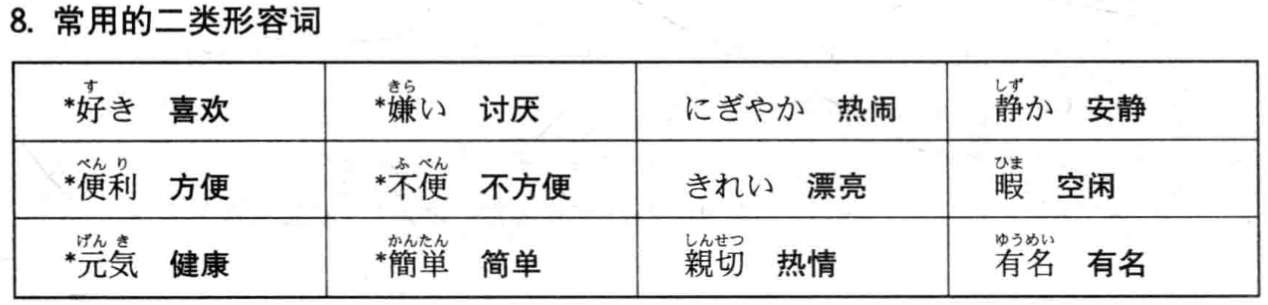 8. 常用的二类形容词
す きら しず
*好き 喜欢 *嫌い 讨厌 にぎやか 热闹 静か 安静
べんり ふべん ひま
*便利 方便 *不便 不方便 きれい 漂亮 暇 空闲
げんき かんたん しんせつ ゆうめい
*元気 健康 *簡単 简单 親切 热情 有名 有名